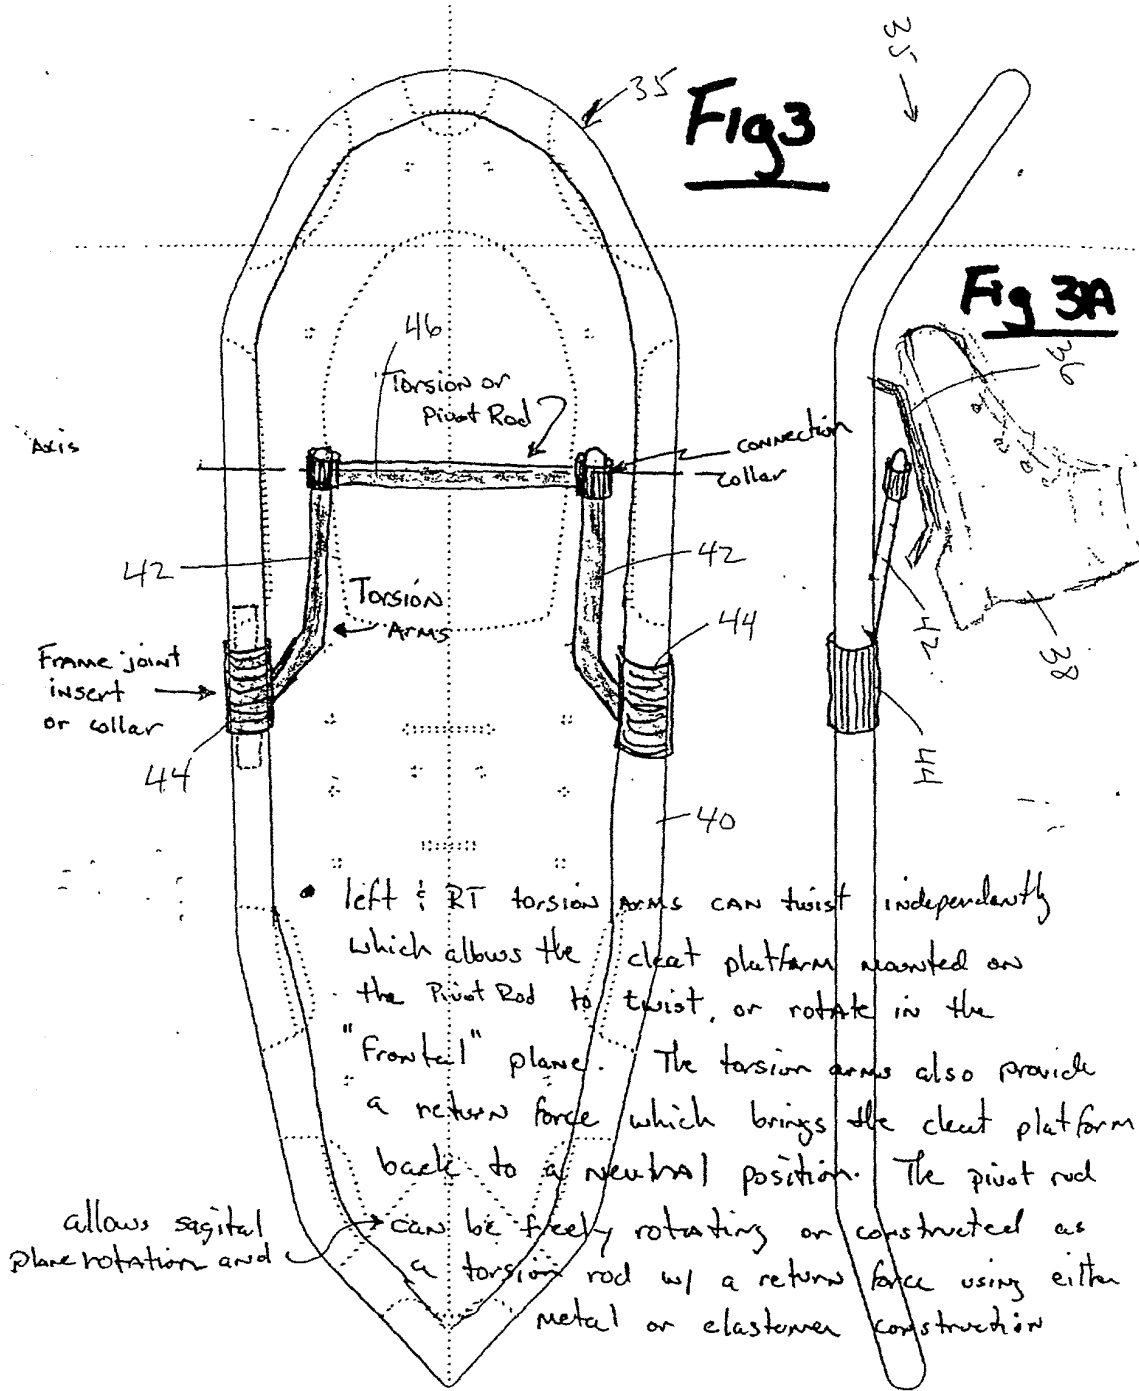 35
Fig 3
35
Fig 3A
36
46
Torsion or
Pivot Rod
connection
collar
Axis
42
42
Torsion
Arms
44
42
38
Frame joint
insert
or collar
44
44
40
• left & RT torsion arms can twist independantly
which allows the cleat platform mounted on
the Pivot Rod to twist, or rotate in the
"frontal" plane. The torsion arms also provide
a return force which brings the cleat platform
back to a neutral position. The pivot rod
allows sagital
plane rotation and
can be freely rotating or constructed as
a torsion rod w/ a return force using either
metal or elastomer construction